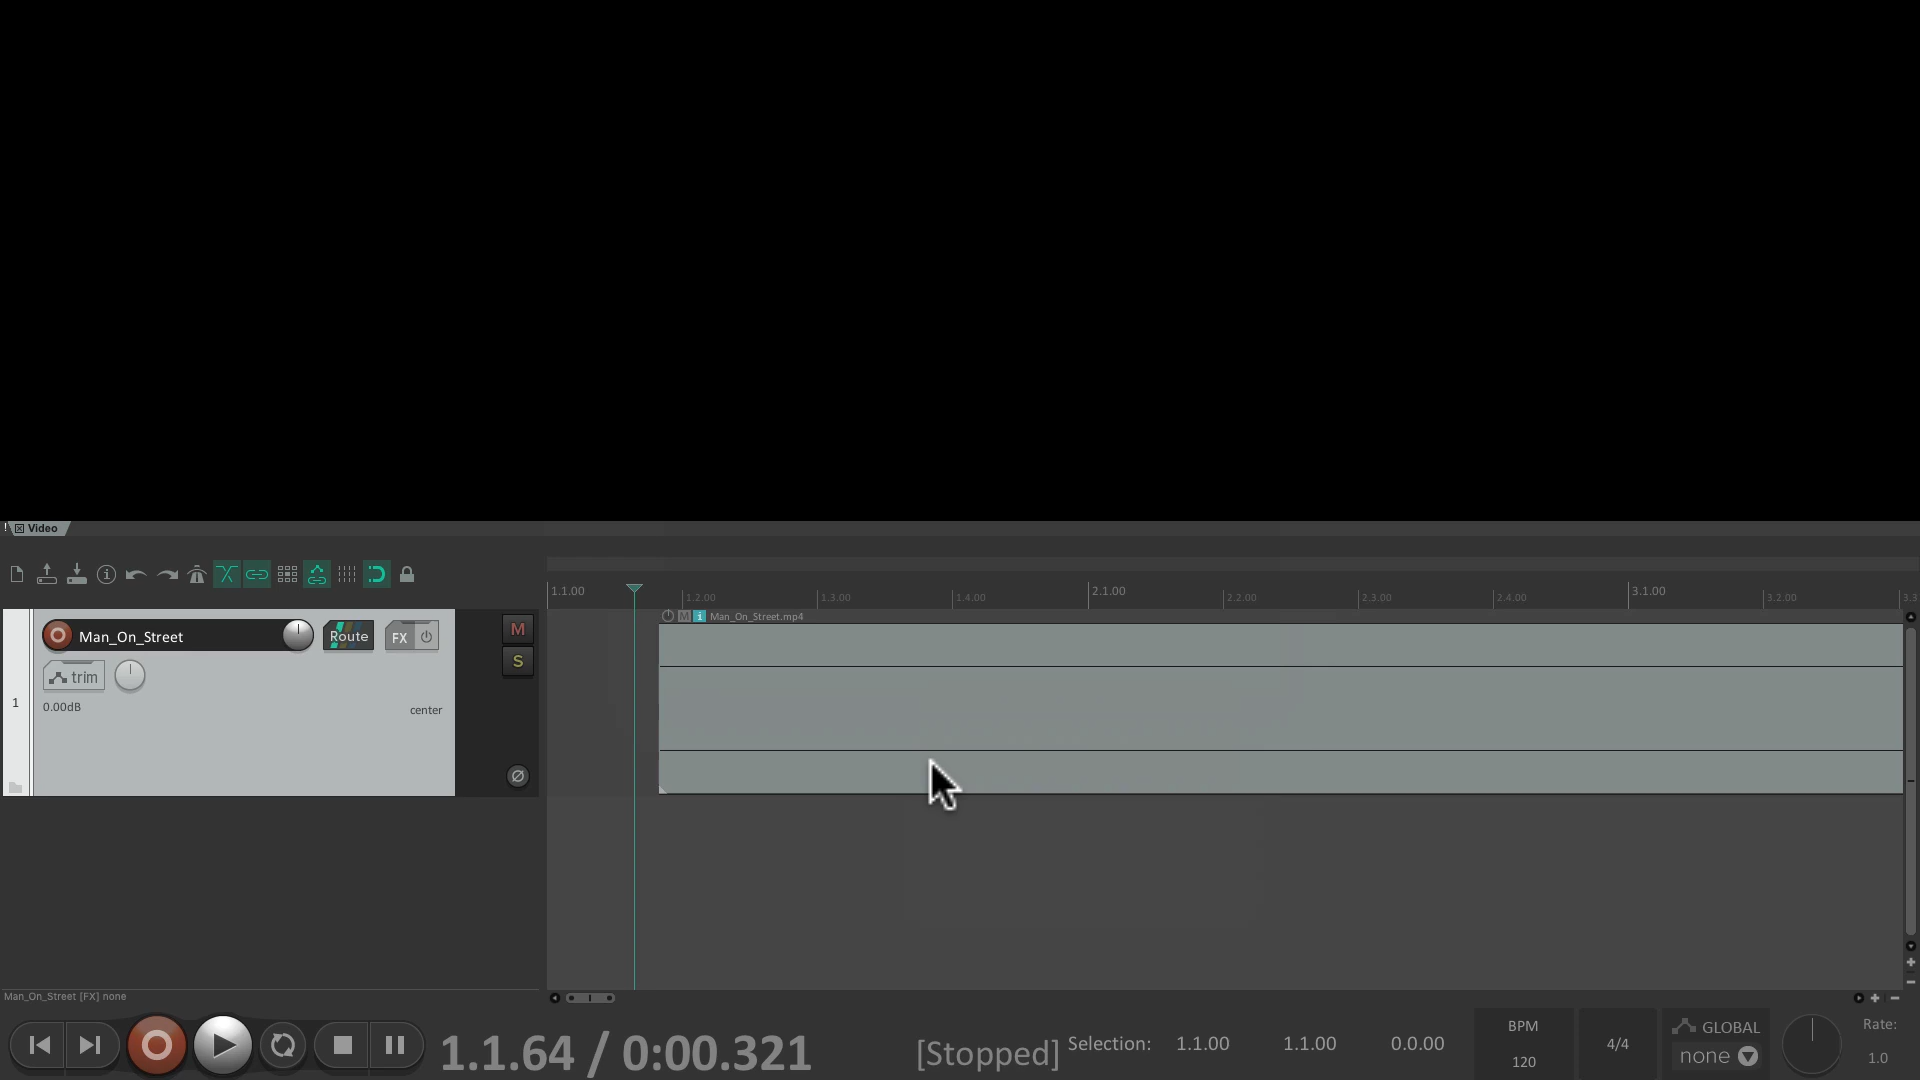 Video
1.1.00
1.2.00
1.3.00
1.4.00
2.1.00
2.2.00
2.3.00
2.4.00
3.1.00
3.2.00
3.3
M i Man_On_Street.mp4
Man_On_Street
Route
FX
M
S
trim
1
0.00dB
center
Man_On_Street [FX] none
1.1.64 / 0:00.321
[Stopped]
Selection:
1.1.00
1.1.00
0.0.00
BPM
120
4/4
GLOBAL
none
Rate:
1.0